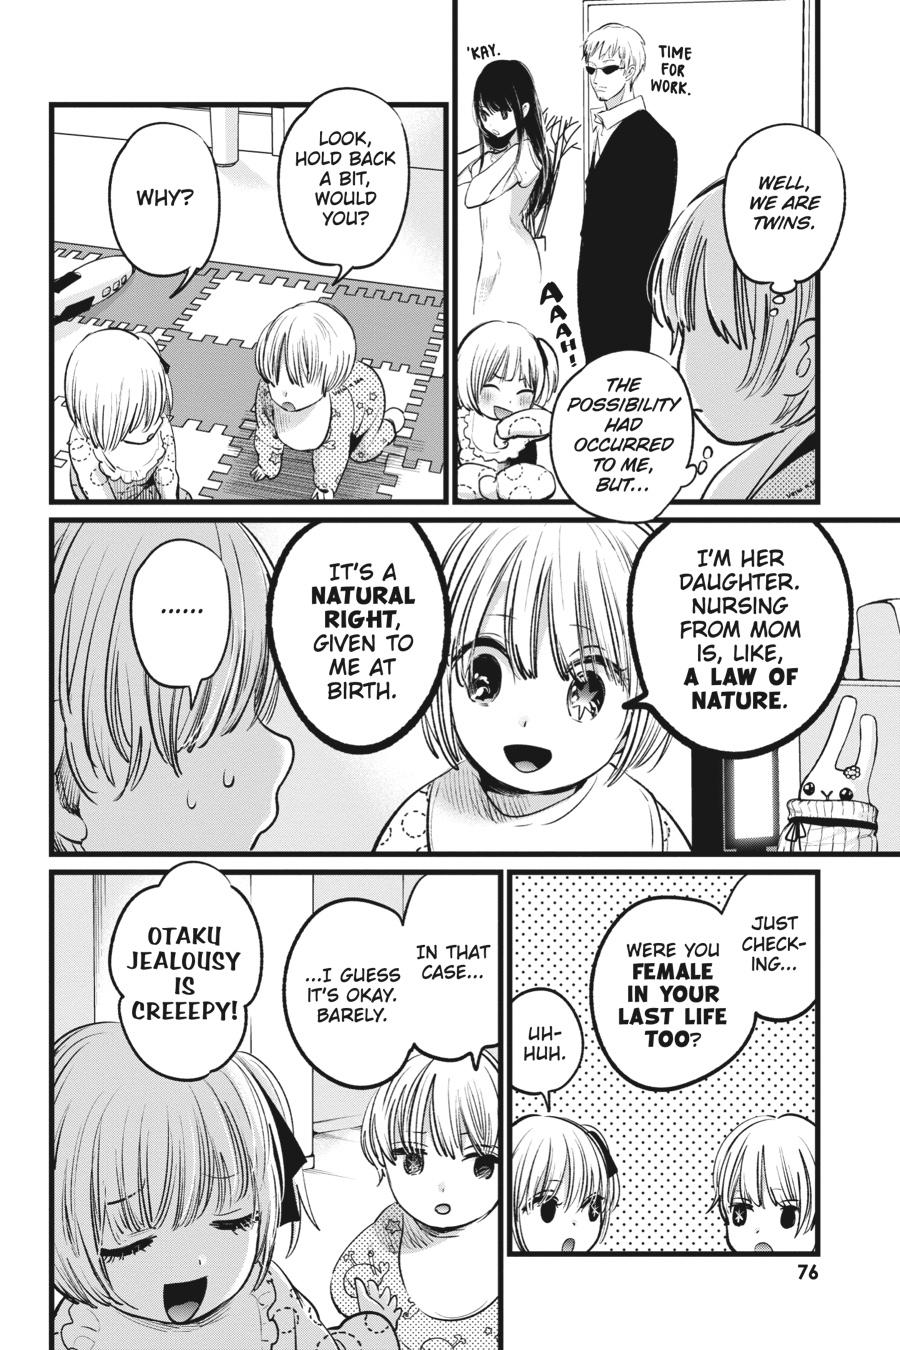 'KAY.
TIME
FOR
WORK.
WELL,
WE ARE
TWINS.
AAAH!
THE
POSSIBILITY
HAD
OCCURRED
TO ME,
BUT...
LOOK,
HOLD BACK
A BIT,
WOULD
YOU?
WHY?
I'M HER
DAUGHTER.
NURSING
FROM MOM
IS, LIKE,
A LAW OF
NATURE.
IT'S A
NATURAL
RIGHT,
GIVEN TO
ME AT
BIRTH.
......
JUST
CHECK-
ING...
WERE YOU
FEMALE
IN YOUR
LAST LIFE
TOO?
UH-
HUH.
IN THAT
CASE...
...I GUESS
IT'S OKAY.
BARELY.
OTAKU
JEALOUSY
IS
CREEEPY!
76